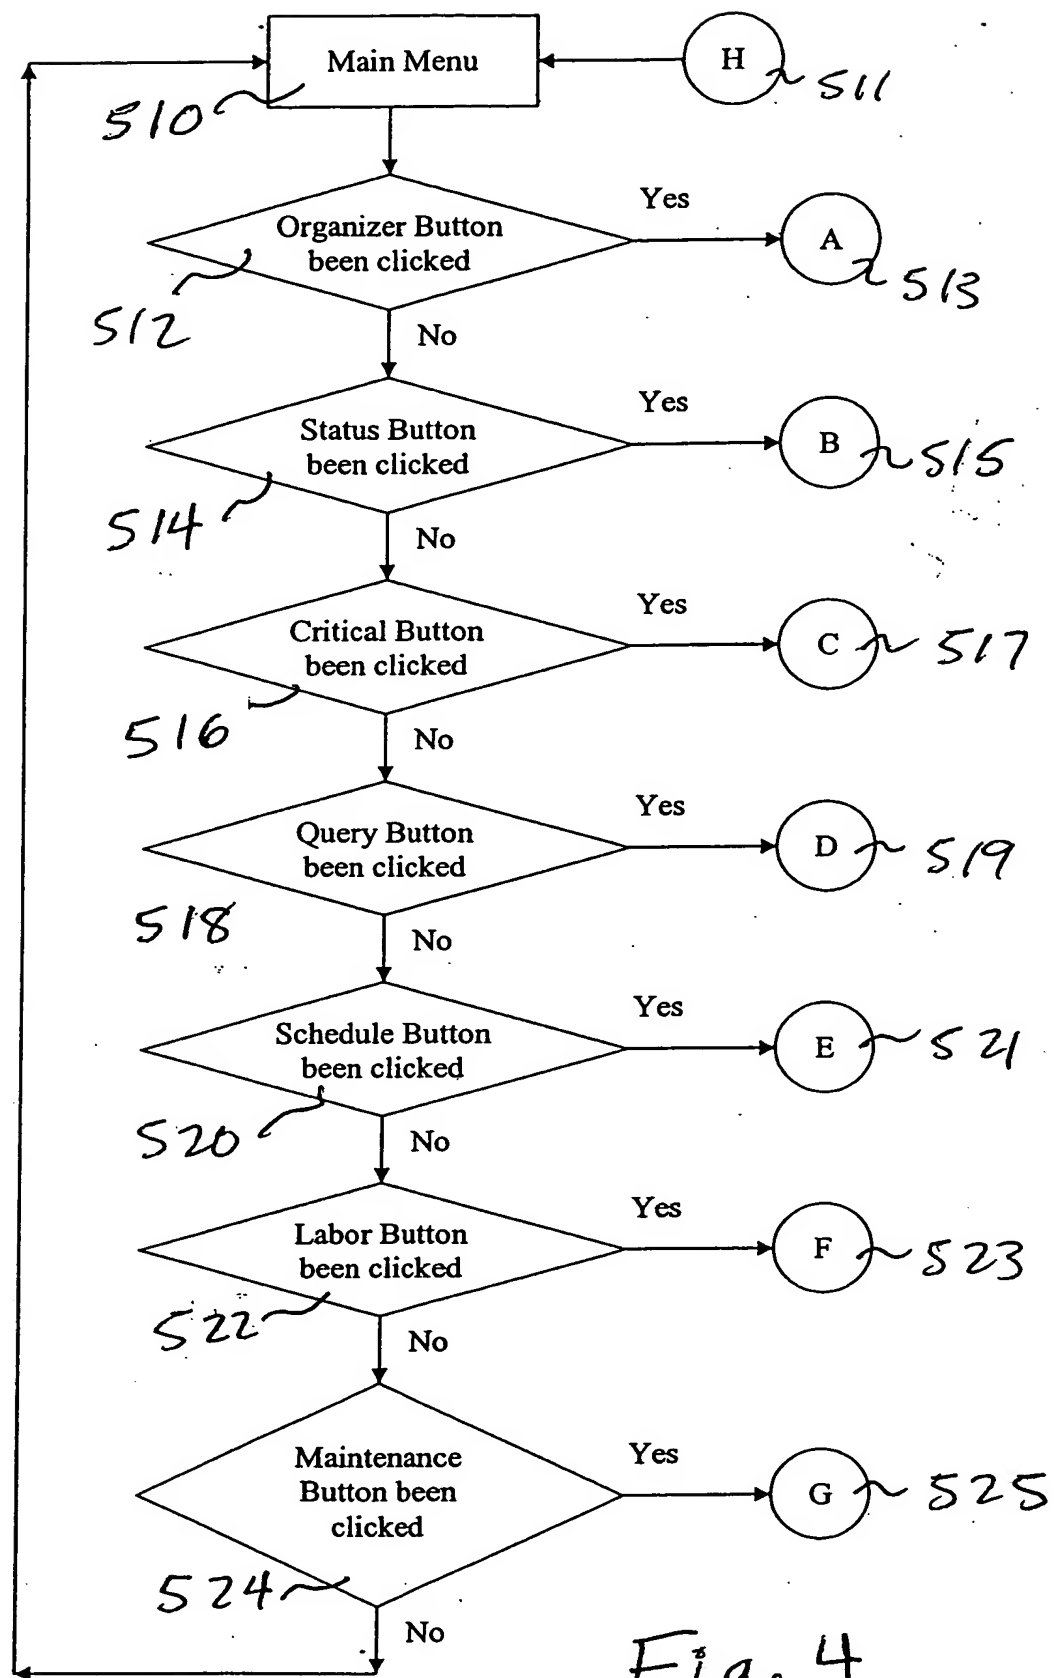 Main Menu
H
510
511
Yes
Organizer Button
been clicked
A
512
513
No
Yes
Status Button
been clicked
B
514
515
No
Yes
Critical Button
been clicked
C
516
517
No
Yes
Query Button
been clicked
D
518
519
No
Yes
Schedule Button
been clicked
E
520
521
No
Yes
Labor Button
been clicked
F
522
523
No
Maintenance
Button been
clicked
Yes
G
524
525
No
Fig. 4